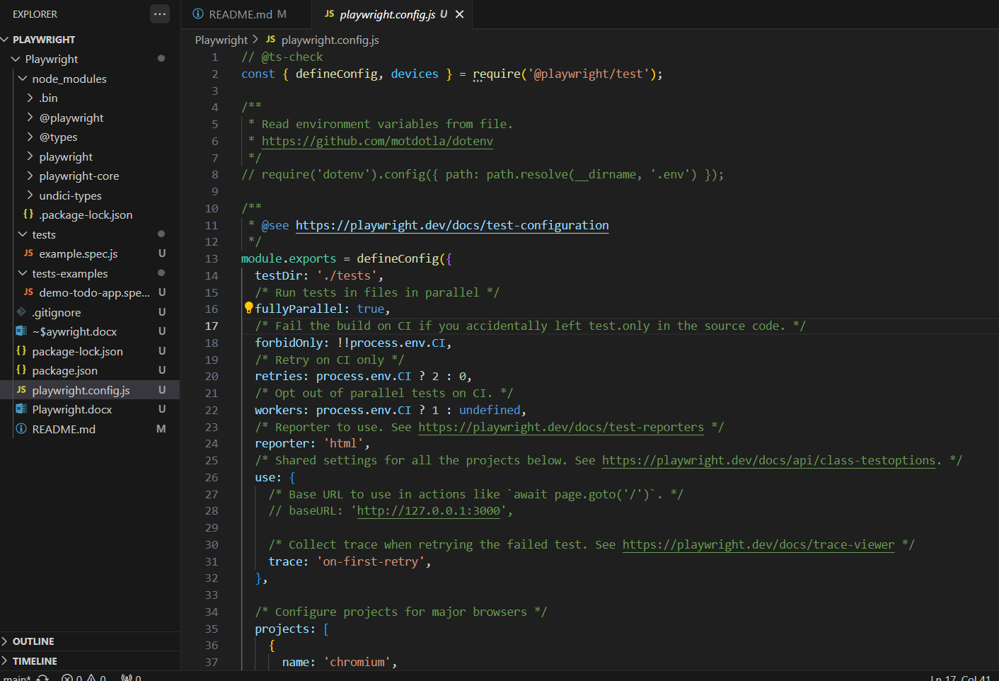 EXPLORER
PLAYWRIGHT
Playwright
node_modules
.bin
@playwright
@types
playwright
playwright-core
undici-types
{} .package-lock.json
tests
JS example.spec.js U
tests-examples
JS demo-todo-app.spe... U
.gitignore U
~$aywright.docx U
{} package-lock.json U
{} package.json U
JS playwright.config.js U
Playwright.docx U
README.md M
OUTLINE
TIMELINE
README.md M
JS playwright.config.js U
Playwright > JS playwright.config.js
1 // @ts-check
2 const { defineConfig, devices } = require('@playwright/test');
3
4 /**
5 * Read environment variables from file.
6 * https://github.com/motdotla/dotenv
7 */
8 // require('dotenv').config({ path: path.resolve(__dirname, '.env') });
9
10 /**
11 * @see https://playwright.dev/docs/test-configuration
12 */
13 module.exports = defineConfig({
14 testDir: './tests',
15 /* Run tests in files in parallel */
16 fullyParallel: true,
17 /* Fail the build on CI if you accidentally left test.only in the source code. */
18 forbidOnly: !!process.env.CI,
19 /* Retry on CI only */
20 retries: process.env.CI ? 2 : 0,
21 /* Opt out of parallel tests on CI. */
22 workers: process.env.CI ? 1 : undefined,
23 /* Reporter to use. See https://playwright.dev/docs/test-reporters */
24 reporter: 'html',
25 /* Shared settings for all the projects below. See https://playwright.dev/docs/api/class-testoptions. */
26 use: {
27 /* Base URL to use in actions like `await page.goto('/')`. */
28 // baseURL: 'http://127.0.0.1:3000',
29
30 /* Collect trace when retrying the failed test. See https://playwright.dev/docs/trace-viewer */
31 trace: 'on-first-retry',
32 },
33
34 /* Configure projects for major browsers */
35 projects: [
36 {
37 name: 'chromium',
main* 0 0 0
Ln 17, Col 41